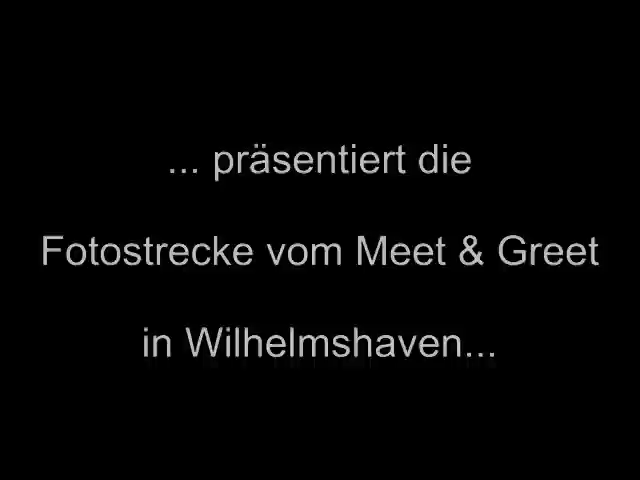 ... präsentiert die
Fotostrecke vom Meet & Greet
in Wilhelmshaven...